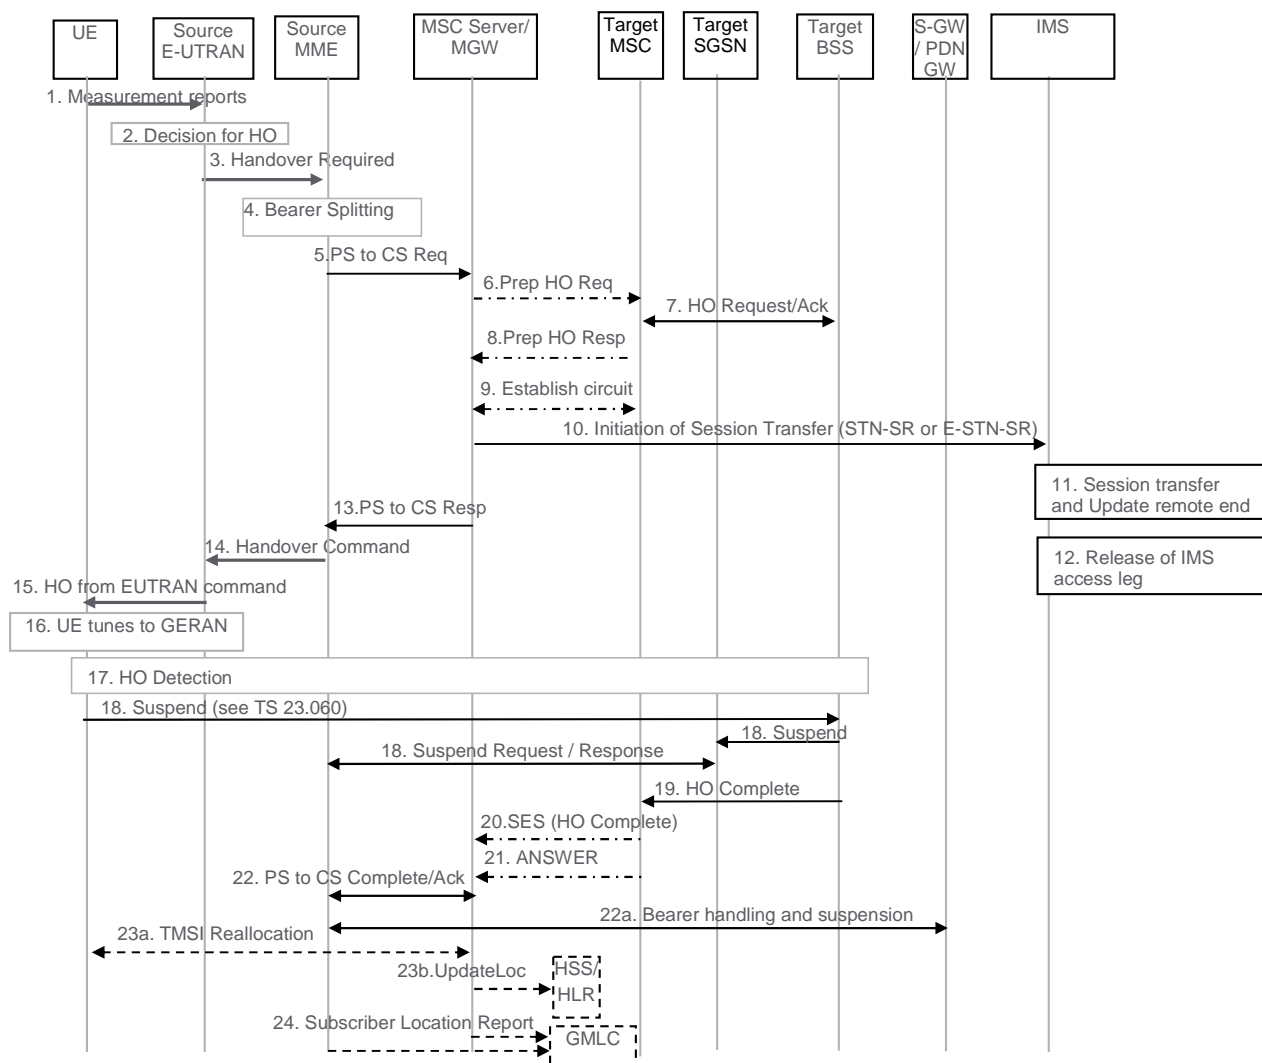 UE
Source
E-UTRAN
Source
MME
MSC Server/
MGW
Target
MSC
Target
SGSN
Target
BSS
S-GW
/ PDN
GW
IMS
1. Measurement reports
2. Decision for HO
3. Handover Required
4. Bearer Splitting
5.PS to CS Req
6.Prep HO Req
7. HO Request/Ack
8.Prep HO Resp
9. Establish circuit
10. Initiation of Session Transfer (STN-SR or E-STN-SR)
11. Session transfer
and Update remote end
13.PS to CS Resp
14. Handover Command
12. Release of IMS
access leg
15. HO from EUTRAN command
16. UE tunes to GERAN
17. HO Detection
18. Suspend (see TS 23.060)
18. Suspend
18. Suspend Request / Response
19. HO Complete
20.SES (HO Complete)
21. ANSWER
22. PS to CS Complete/Ack
22a. Bearer handling and suspension
23a. TMSI Reallocation
23b.UpdateLoc
HSS/
HLR
24. Subscriber Location Report
GMLC